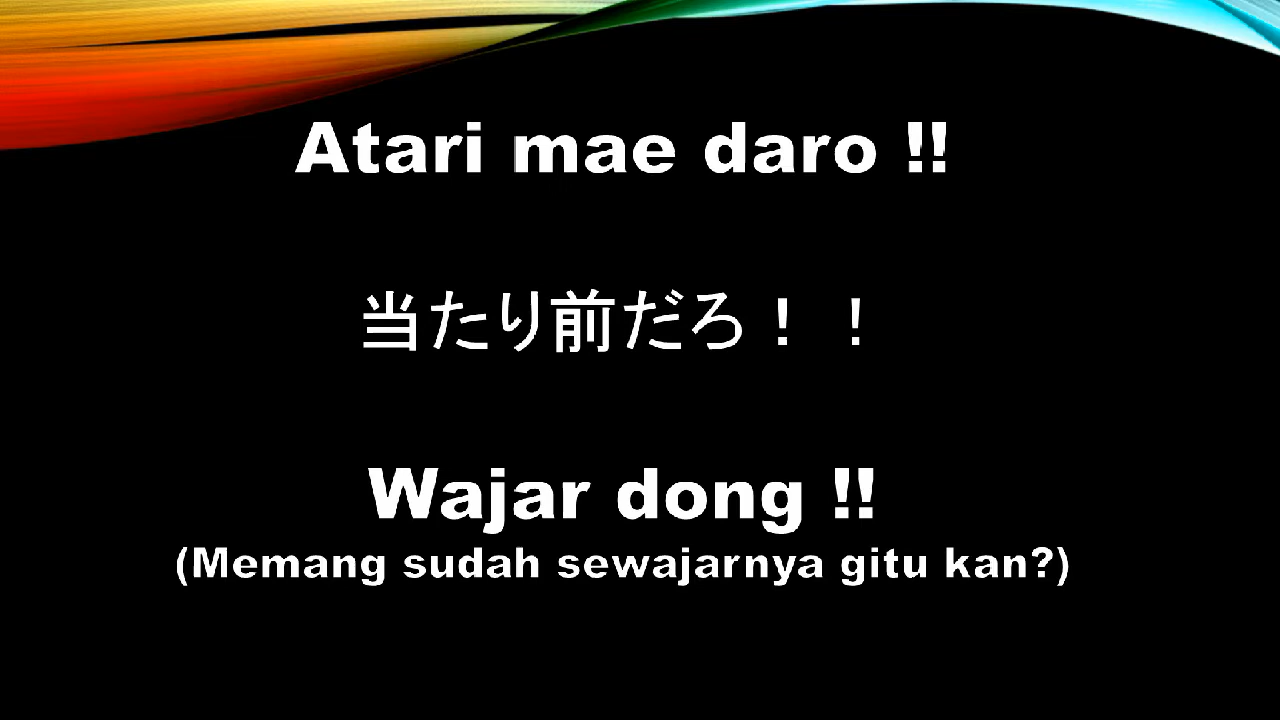 Atari mae daro !!
当たり前だろ！！
Wajar dong !!
(Memang sudah sewajarnya gitu kan?)